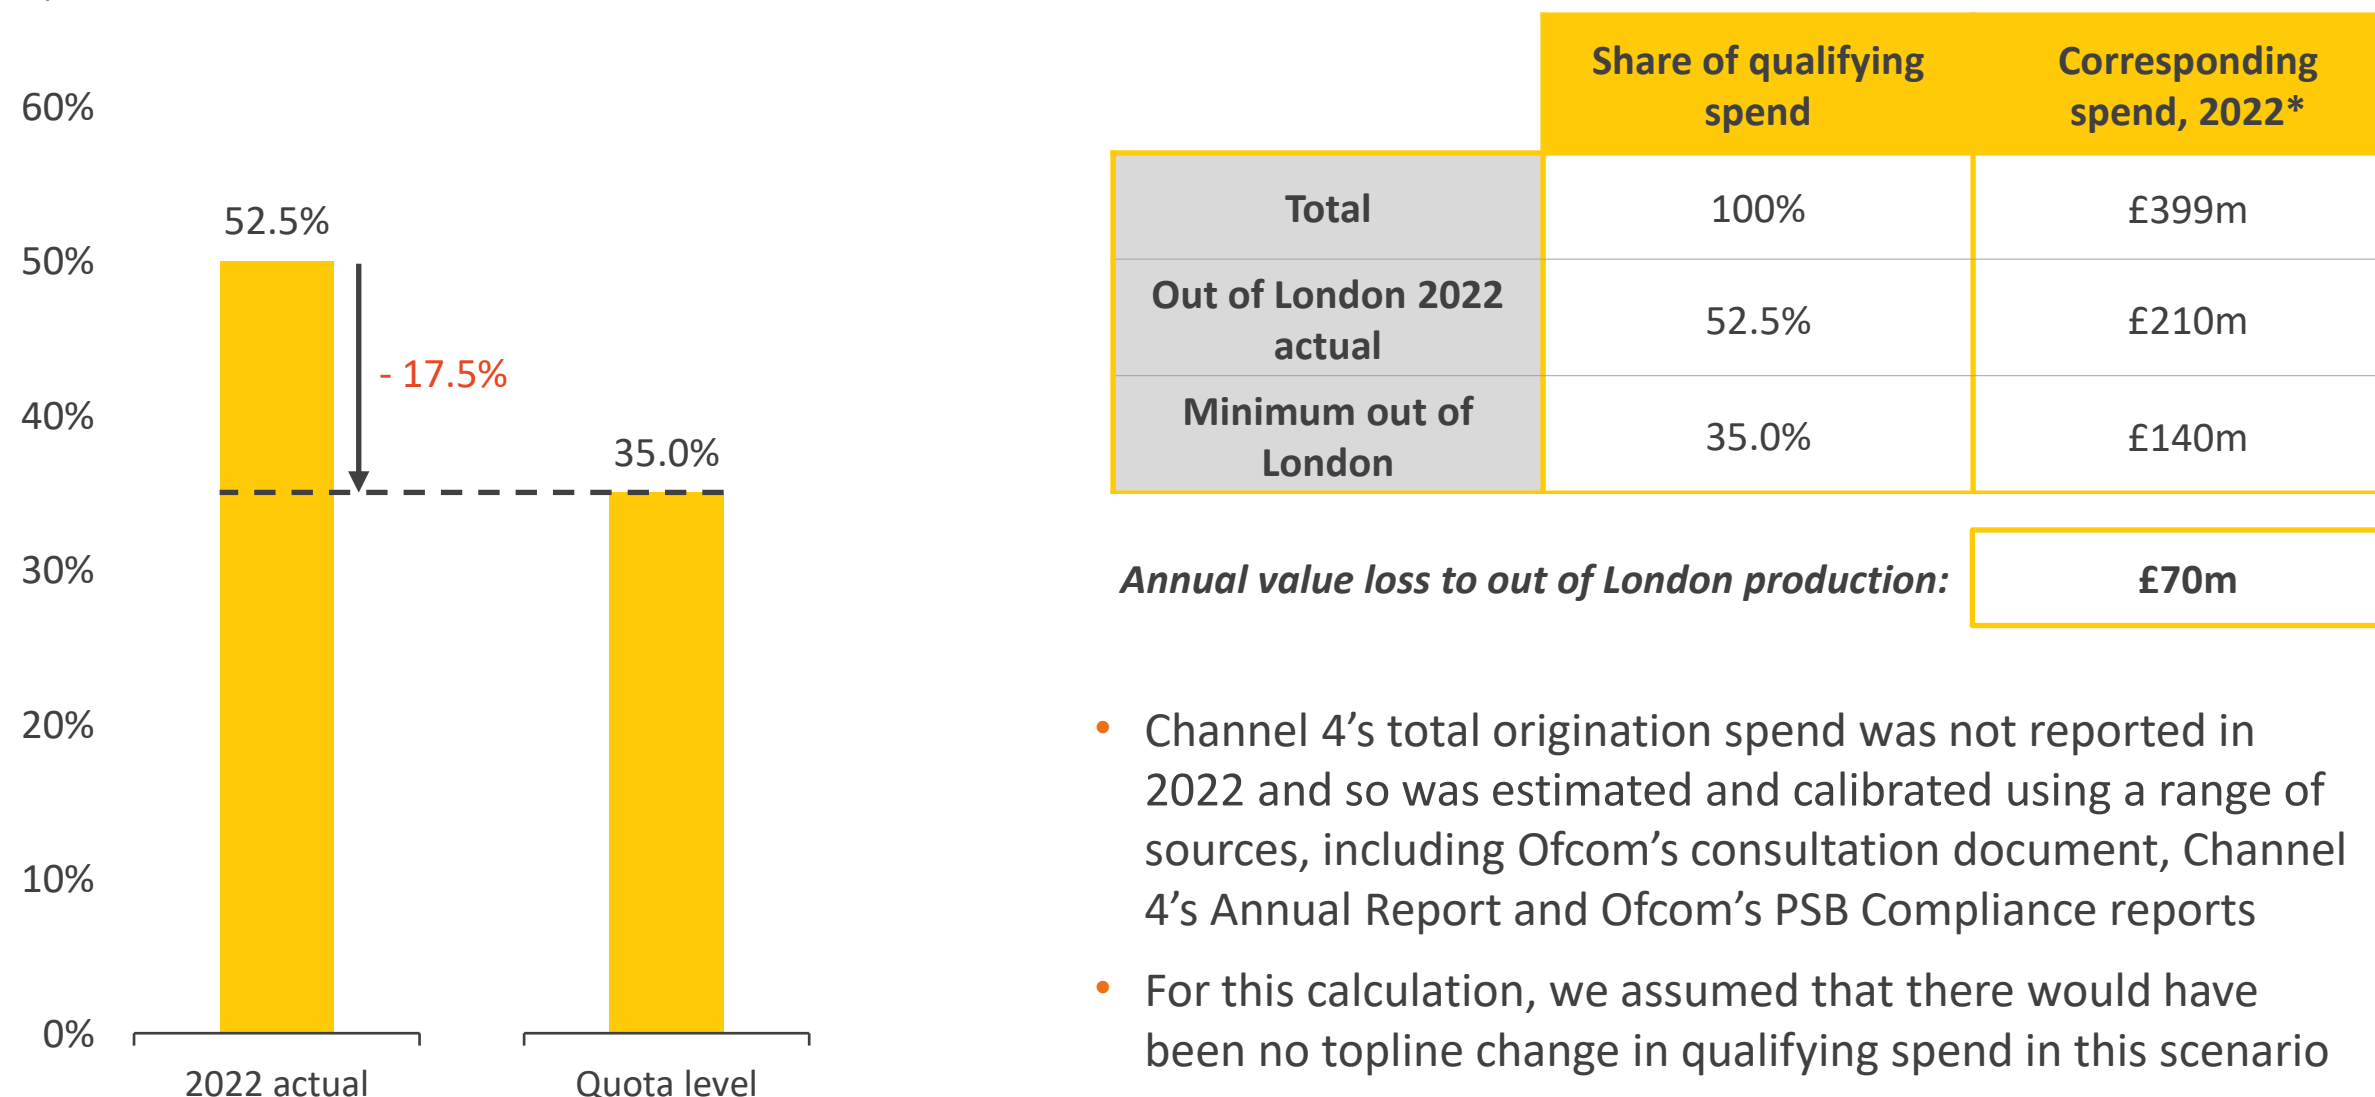 60%
50%
40%
30%
20%
10%
0%
52.5%
- 17.5%
35.0%
2022 actual
Quota level
Share of qualifying
spend
Corresponding
spend, 2022*
Total
100%
£399m
Out of London 2022
actual
52.5%
£210m
Minimum out of
London
35.0%
£140m
Annual value loss to out of London production:
£70m
• Channel 4’s total origination spend was not reported in
2022 and so was estimated and calibrated using a range of
sources, including Ofcom’s consultation document, Channel
4’s Annual Report and Ofcom’s PSB Compliance reports
• For this calculation, we assumed that there would have
been no topline change in qualifying spend in this scenario